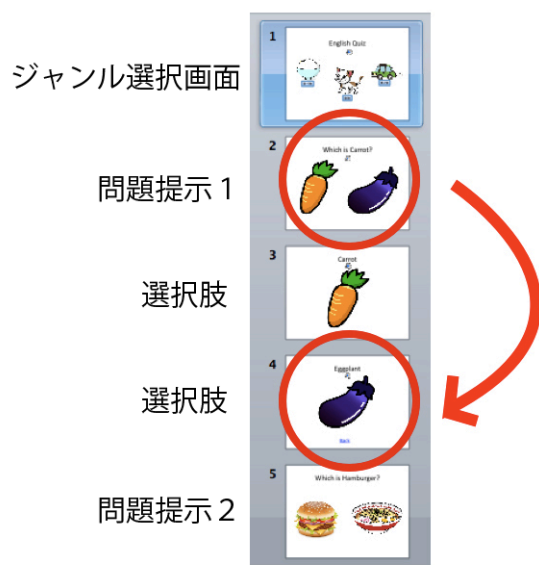 ジャンル選択画面
1
English Quiz
問題提示1
2
Which is Carrot?
選択肢
3
Carrot
選択肢
4
Eggplant
Back
問題提示2
5
Which is Hamburger?